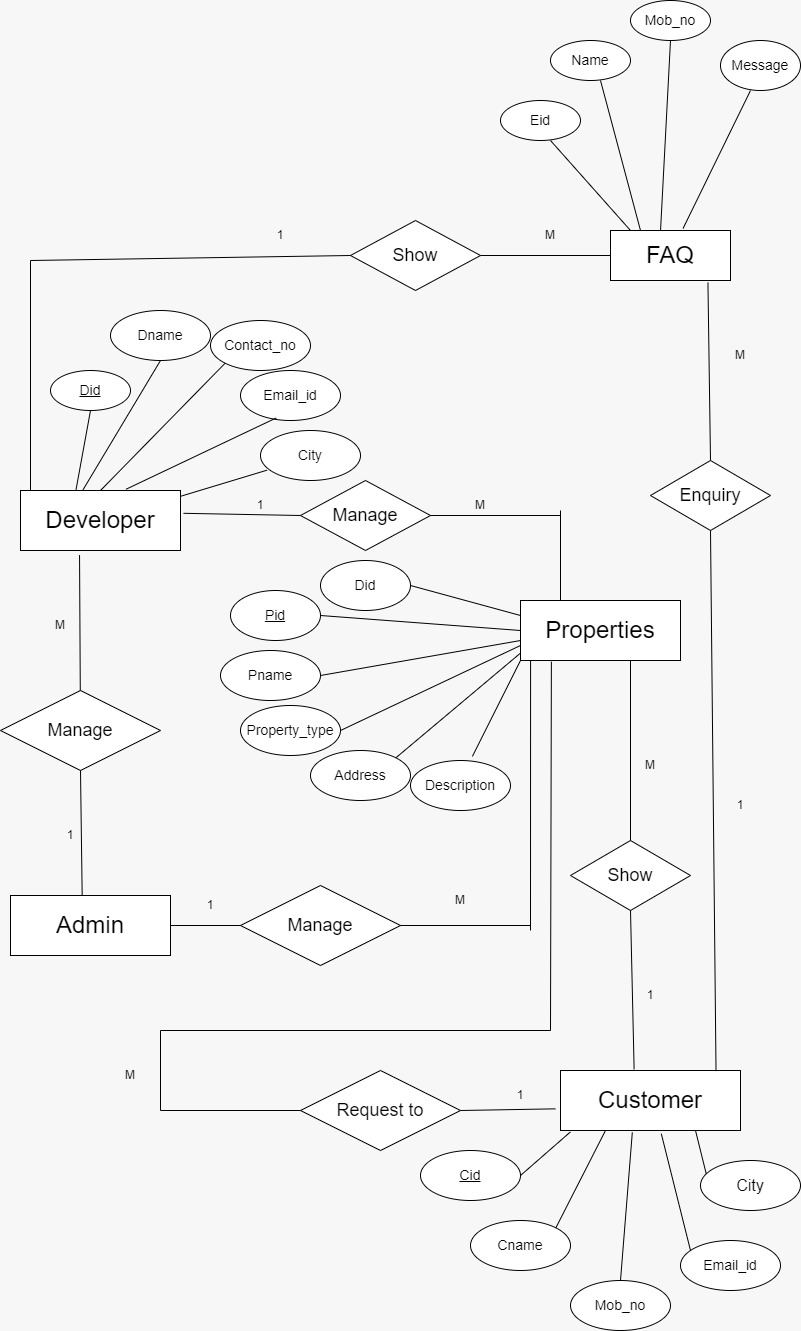 Mob_no
Name
Message
Eid
1
M
Show
FAQ
Dname
Contact_no
M
Did
Email_id
City
1
M
Manage
Enquiry
Developer
Did
Pid
M
Properties
Pname
Manage
Property_type
M
Address
Description
1
1
Show
1
M
Admin
Manage
1
M
1
Request to
Customer
Cid
City
Cname
Email_id
Mob_no